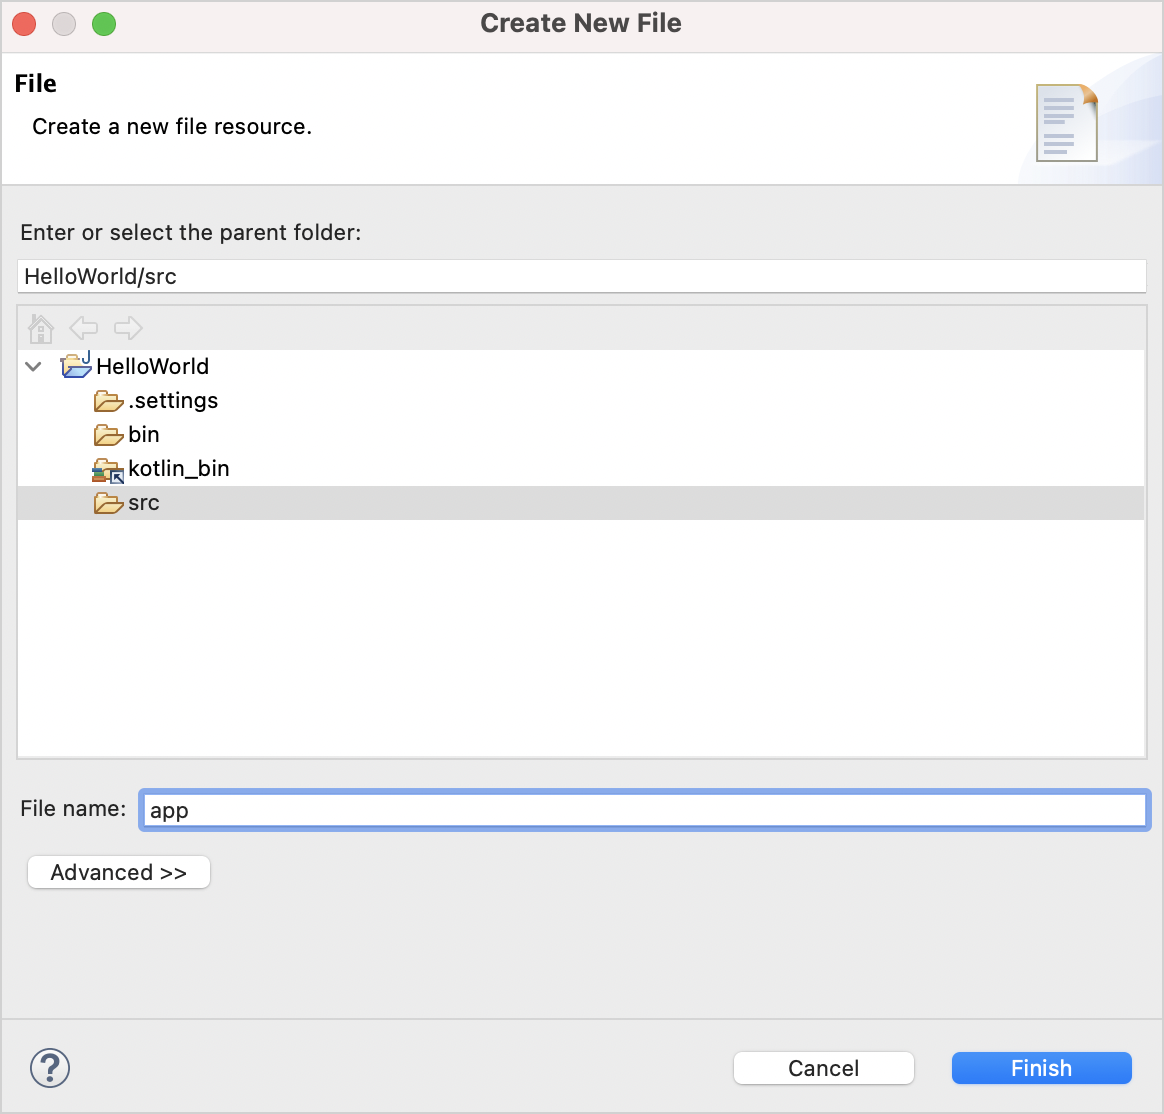 Create New File
File
Create a new file resource.
Enter or select the parent folder:
HelloWorld/src
HelloWorld
.settings
bin
kotlin_bin
src
File name: app
Advanced >>
? Cancel Finish